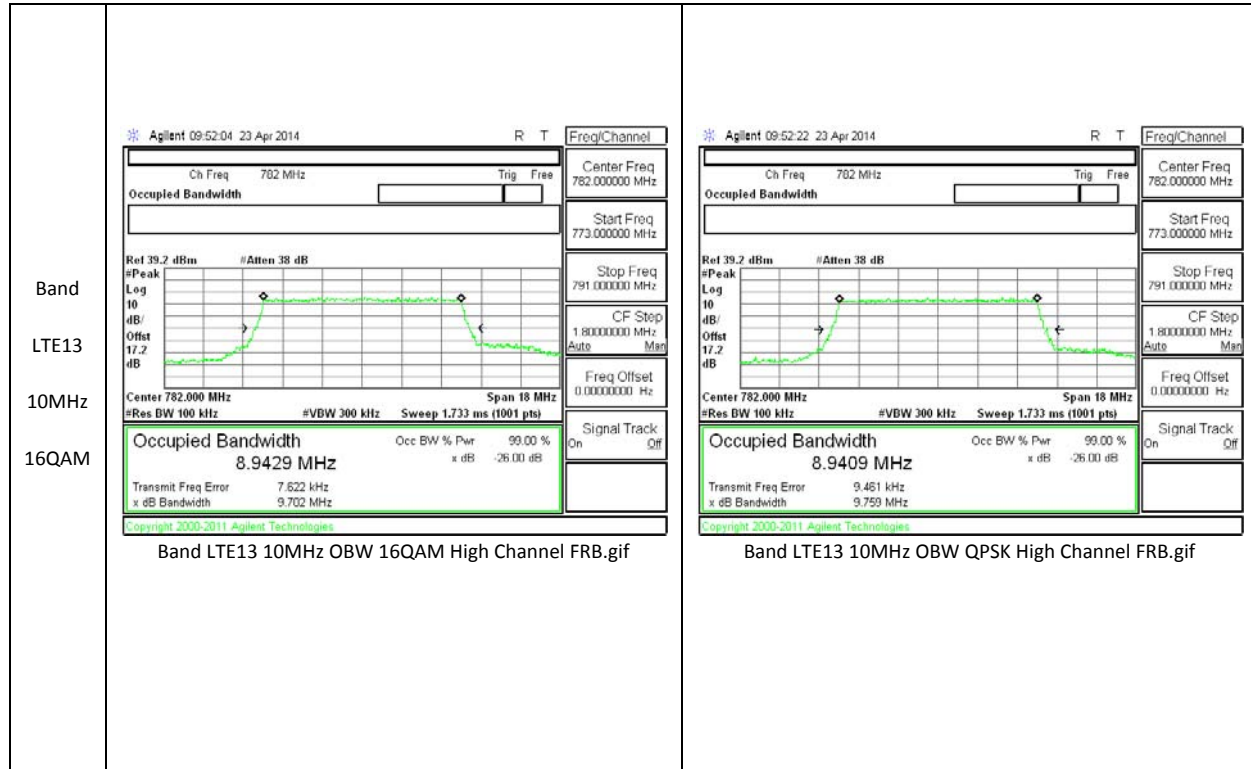 Band
LTE13
10MHz
16QAM
Agilent 09:52:04 23 Apr 2014 R T
Freq/Channel
Ch Freq 782 MHz Trig Free
Occupied Bandwidth
Center Freq
782.000000 MHz
Start Freq
773.000000 MHz
Stop Freq
791.000000 MHz
CF Step
1.80000000 MHz
Auto Man
Freq Offset
0.00000000 Hz
Signal Track
On Off
Ref 39.2 dBm #Atten 38 dB
#Peak
Log
10
dB/
Offst
17.2
dB
Center 782.000 MHz Span 18 MHz
#Res BW 100 kHz #VBW 300 kHz Sweep 1.733 ms (1001 pts)
Occupied Bandwidth Occ BW % Pwr 99.00 %
8.9429 MHz x dB -26.00 dB
Transmit Freq Error 7.622 kHz
x dB Bandwidth 9.702 MHz
Copyright 2000-2011 Agilent Technologies
Band LTE13 10MHz OBW 16QAM High Channel FRB.gif
Agilent 09:52:22 23 Apr 2014 R T
Freq/Channel
Ch Freq 782 MHz Trig Free
Occupied Bandwidth
Center Freq
782.000000 MHz
Start Freq
773.000000 MHz
Stop Freq
791.000000 MHz
CF Step
1.80000000 MHz
Auto Man
Freq Offset
0.00000000 Hz
Signal Track
On Off
Ref 39.2 dBm #Atten 38 dB
#Peak
Log
10
dB/
Offst
17.2
dB
Center 782.000 MHz Span 18 MHz
#Res BW 100 kHz #VBW 300 kHz Sweep 1.733 ms (1001 pts)
Occupied Bandwidth Occ BW % Pwr 99.00 %
8.9409 MHz x dB -26.00 dB
Transmit Freq Error 9.461 kHz
x dB Bandwidth 9.759 MHz
Copyright 2000-2011 Agilent Technologies
Band LTE13 10MHz OBW QPSK High Channel FRB.gif